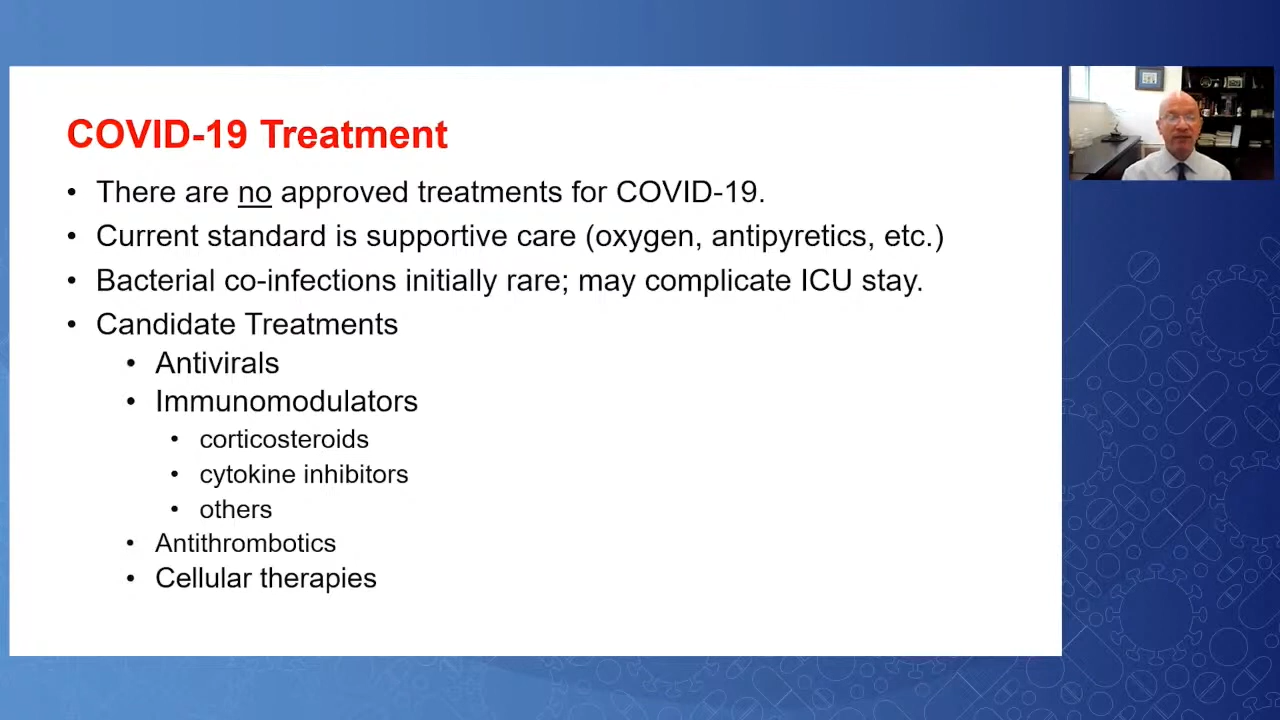 COVID-19 Treatment
• There are no approved treatments for COVID-19.
• Current standard is supportive care (oxygen, antipyretics, etc.)
• Bacterial co-infections initially rare; may complicate ICU stay.
• Candidate Treatments
• Antivirals
• Immunomodulators
• corticosteroids
• cytokine inhibitors
• others
• Antithrombotics
• Cellular therapies